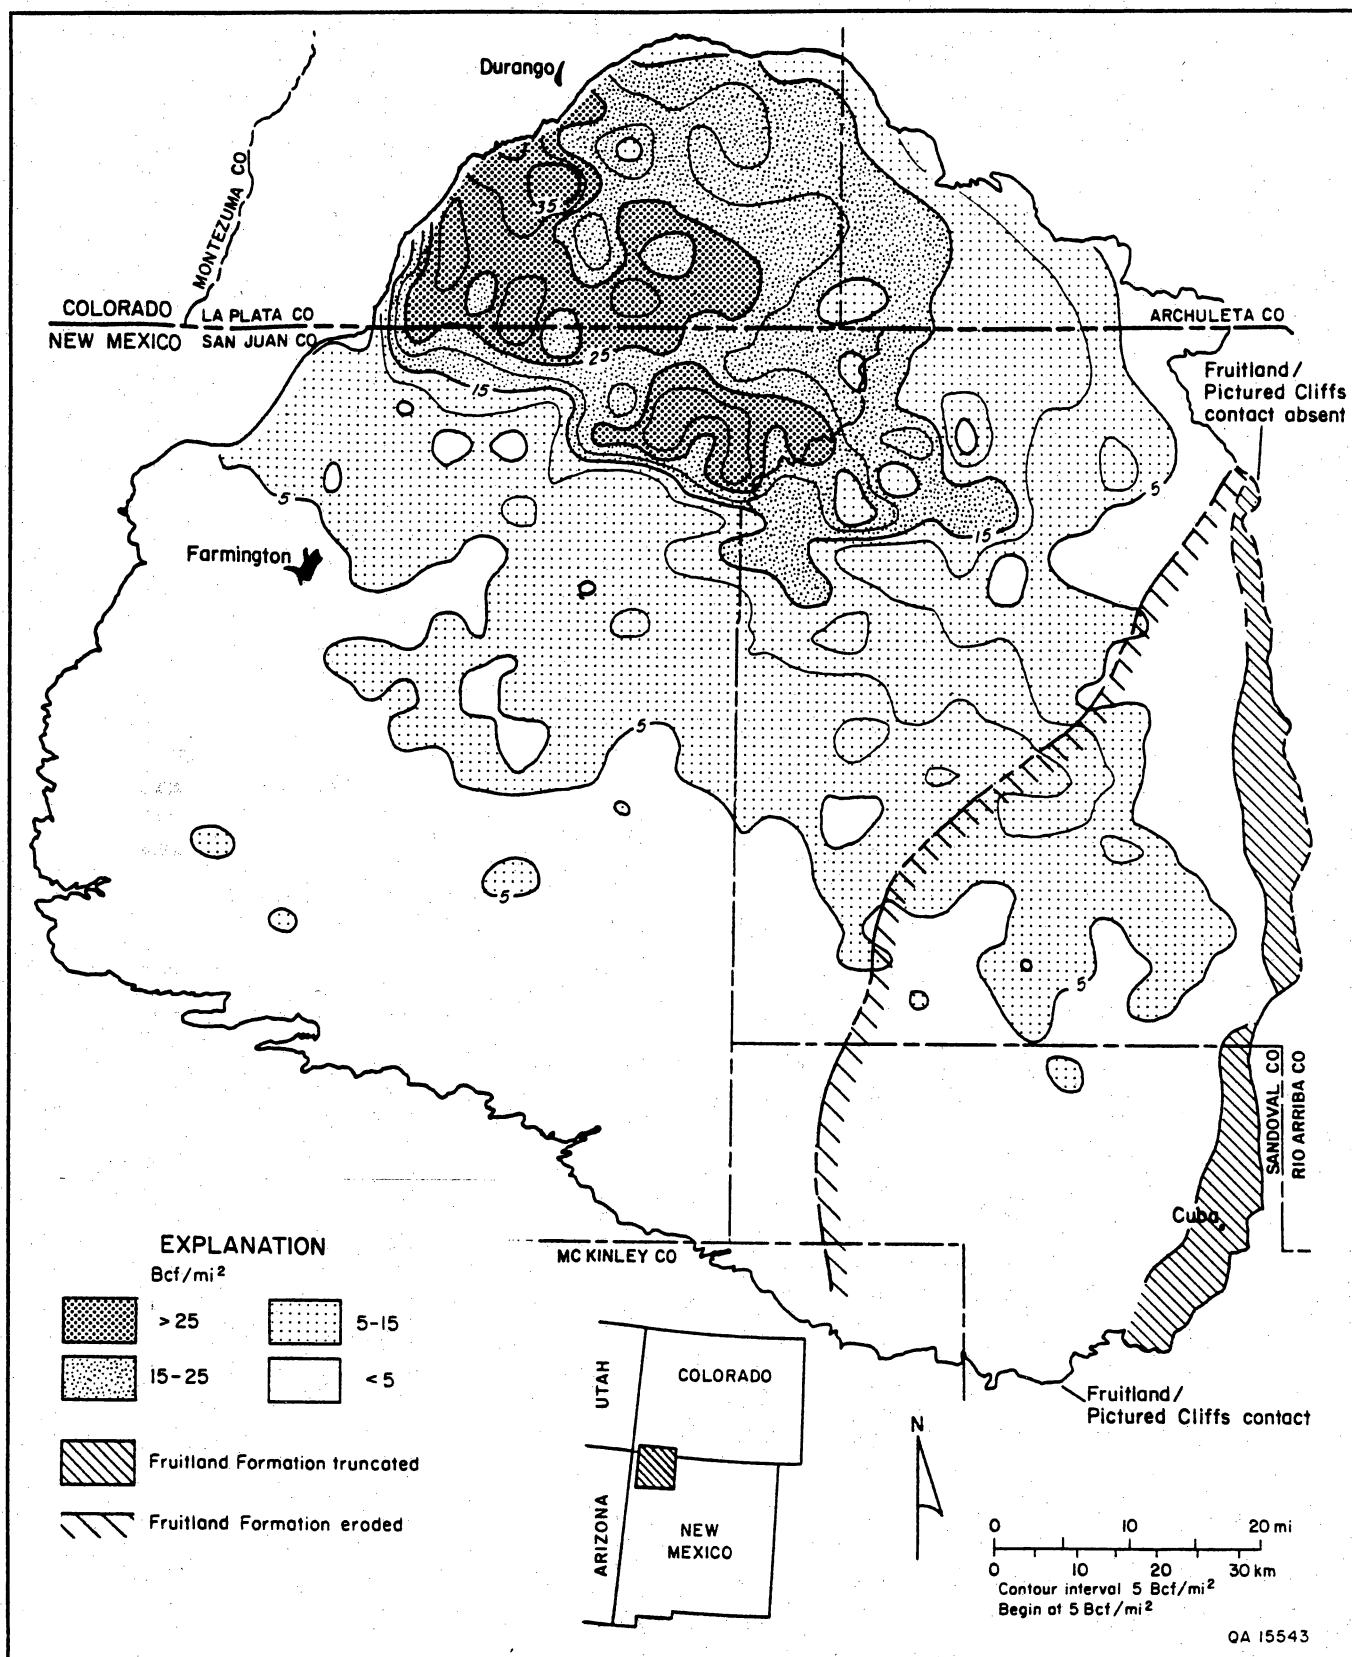 Durango
MONTEZUMA CO
35
COLORADO
LA PLATA CO
ARCHULETA CO
NEW MEXICO
SAN JUAN CO
25
15
Fruitland /
Pictured Cliffs
contact absent
5
5
15
Farmington
5
5
5
SANDOVAL CO
RIO ARRIBA CO
Cuba
MC KINLEY CO
EXPLANATION
Bcf/mi²
>25
5-15
15-25
<5
Fruitland Formation truncated
Fruitland Formation eroded
UTAH
COLORADO
ARIZONA
NEW
MEXICO
Fruitland /
Pictured Cliffs contact
N
0 10 20 mi
0 10 20 30 km
Contour interval 5 Bcf/mi²
Begin at 5 Bcf/mi²
QA 15543